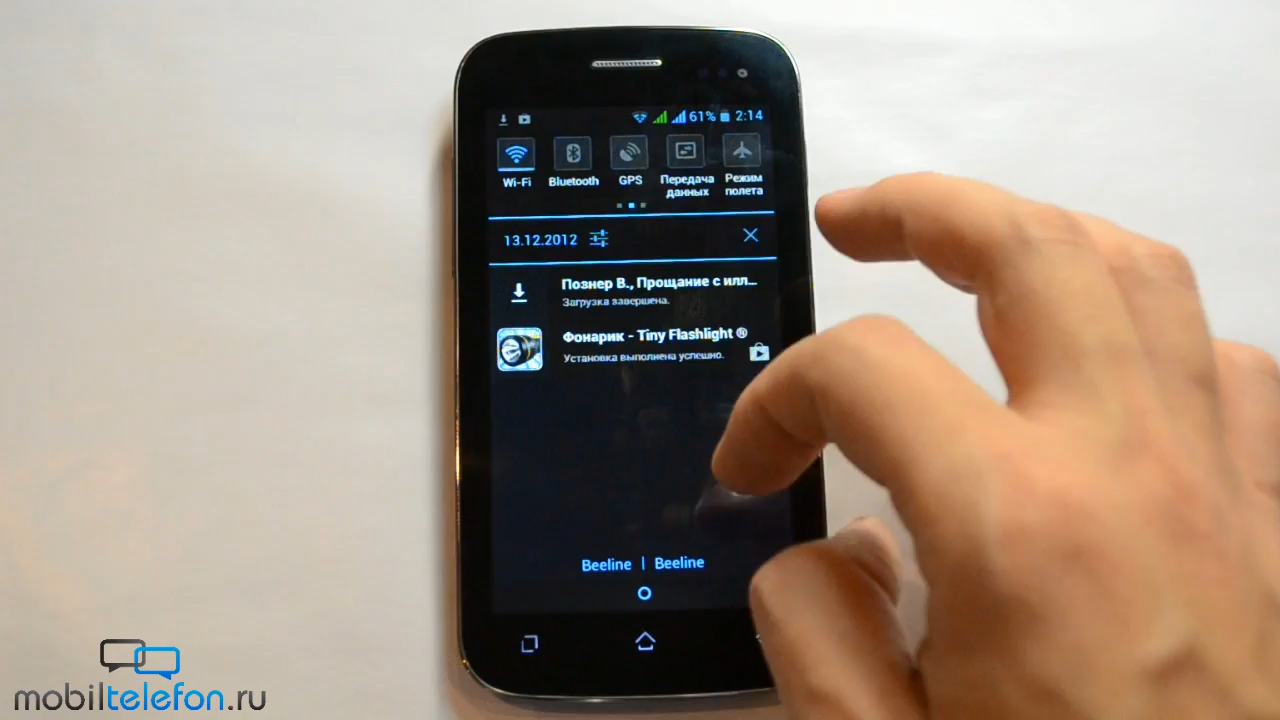 61% 2:14
Wi-Fi Bluetooth GPS Передача данных Режим полета
13.12.2012
Познер В., Прощание с илл...
Загрузка завершена.
Фонарик - Tiny Flashlight ®
Установка выполнена успешно.
Beeline | Beeline
mobiltelefon.ru